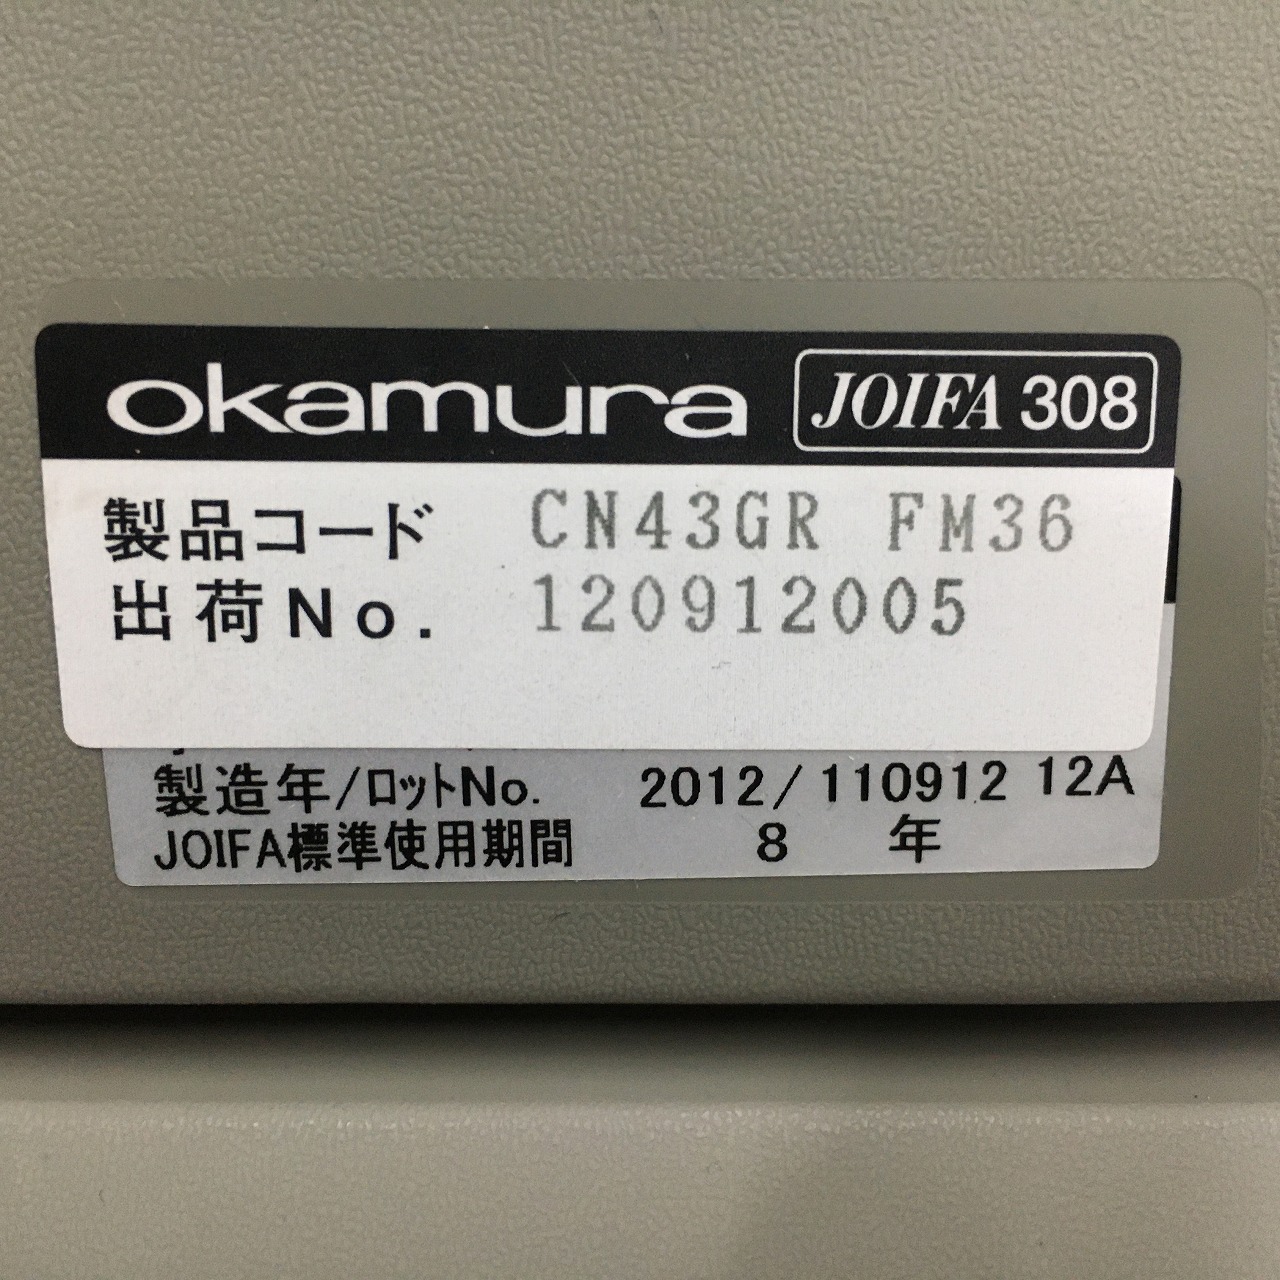 okamura JOIFA 308
製品コード CN43GR FM36
出荷No. 120912005
製造年/ロットNo. 2012/110912 12A
JOIFA標準使用期間 8 年